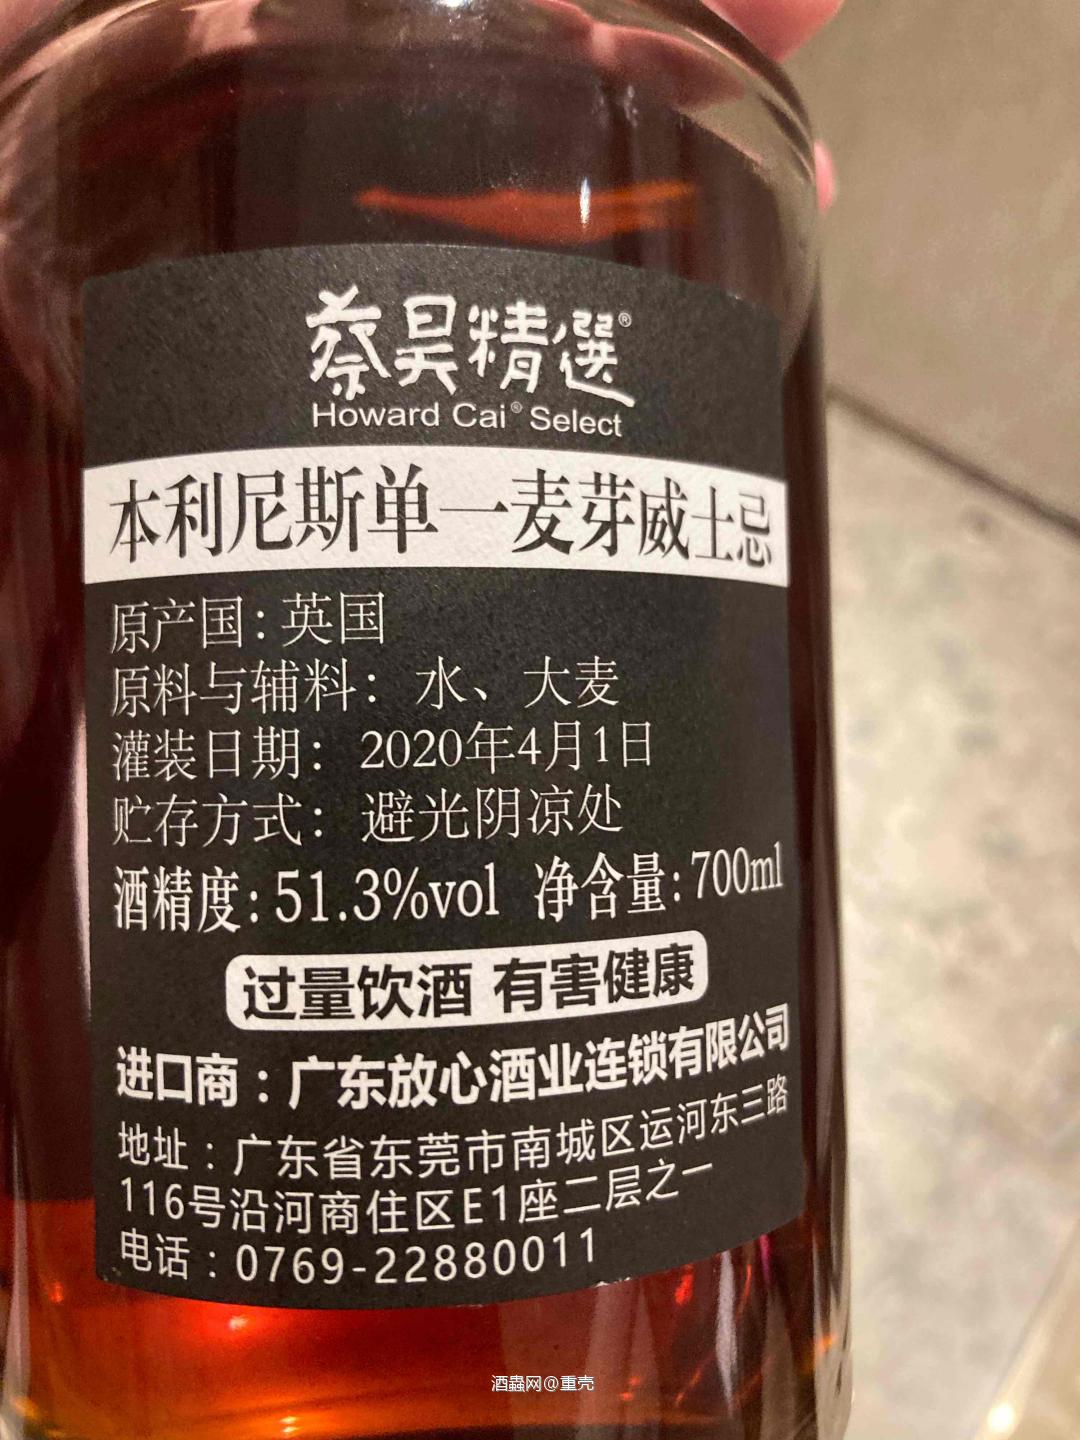 蔡昊精選®
Howard Cai® Select
本利尼斯单一麦芽威士忌
原产国：英国
原料与辅料： 水、大麦
灌装日期： 2020年4月1日
贮存方式： 避光阴凉处
酒精度：51.3%vol 净含量：700ml
过量饮酒 有害健康
进口商：广东放心酒业连锁有限公司
地址：广东省东莞市南城区运河东三路
116号沿河商住区E1座二层之一
电话：0769-22880011
酒蟲网@重壳